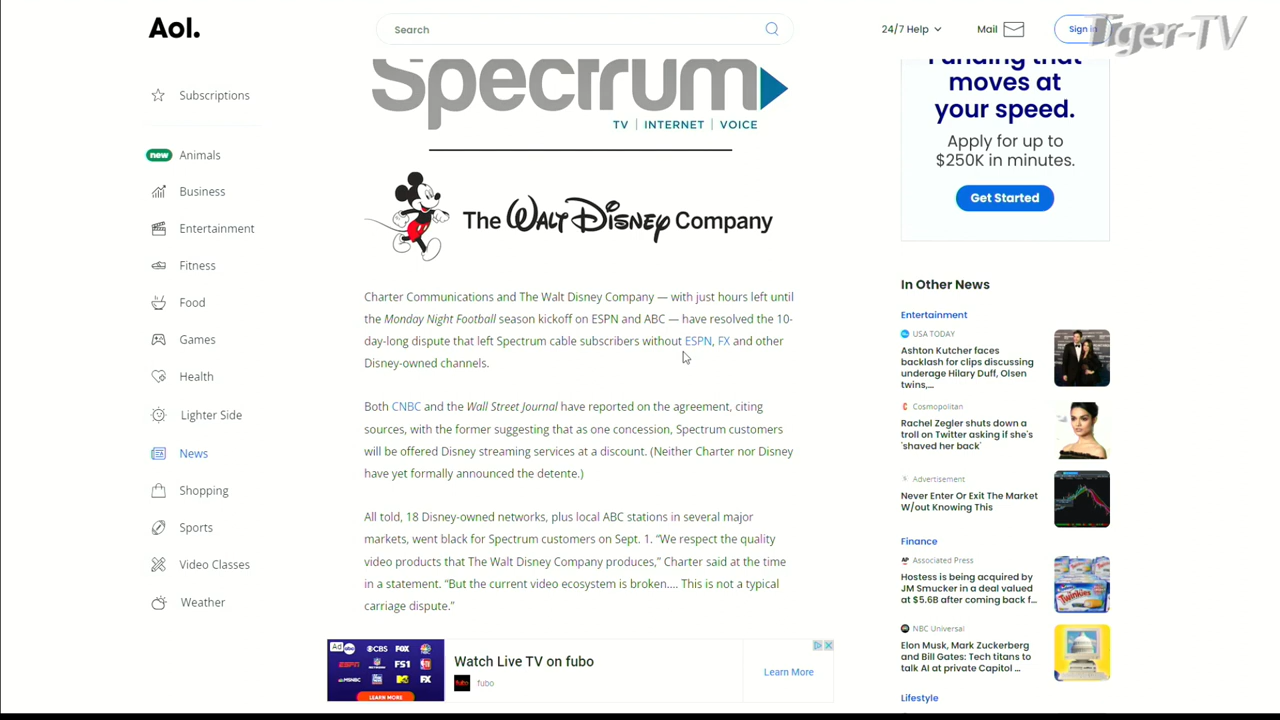 Aol.
Search
24/7 Help
Mail
Sign in
Tiger-TV
Subscriptions
new Animals
Business
Entertainment
Fitness
Food
Games
Health
Lighter Side
News
Shopping
Sports
Video Classes
Weather
Spectrum
TV | INTERNET | VOICE
The WALT DISNEY Company
Charter Communications and The Walt Disney Company — with just hours left until
the Monday Night Football season kickoff on ESPN and ABC — have resolved the 10-
day-long dispute that left Spectrum cable subscribers without ESPN, FX and other
Disney-owned channels.
Both CNBC and the Wall Street Journal have reported on the agreement, citing
sources, with the former suggesting that as one concession, Spectrum customers
will be offered Disney streaming services at a discount. (Neither Charter nor Disney
have yet formally announced the detente.)
All told, 18 Disney-owned networks, plus local ABC stations in several major
markets, went black for Spectrum customers on Sept. 1. “We respect the quality
video products that The Walt Disney Company produces,” Charter said at the time
in a statement. “But the current video ecosystem is broken.... This is not a typical
carriage dispute.”
Ad
abc CBS FOX NBC
ESPN FS1
MSNBC FX
LEARN MORE
Watch Live TV on fubo
fubo
fubo
Learn More
Funding that
moves at
your speed.
Apply for up to
$250K in minutes.
Get Started
In Other News
Entertainment
USA TODAY
Ashton Kutcher faces
backlash for clips discussing
underage Hilary Duff, Olsen
twins,...
Cosmopolitan
Rachel Zegler shuts down a
troll on Twitter asking if she's
'shaved her back'
Advertisement
Never Enter Or Exit The Market
W/out Knowing This
Finance
AP Associated Press
Hostess is being acquired by
JM Smucker in a deal valued
at $5.6B after coming back f...
Twinkies
NBC Universal
Elon Musk, Mark Zuckerberg
and Bill Gates: Tech titans to
talk AI at private Capitol ...
Lifestyle